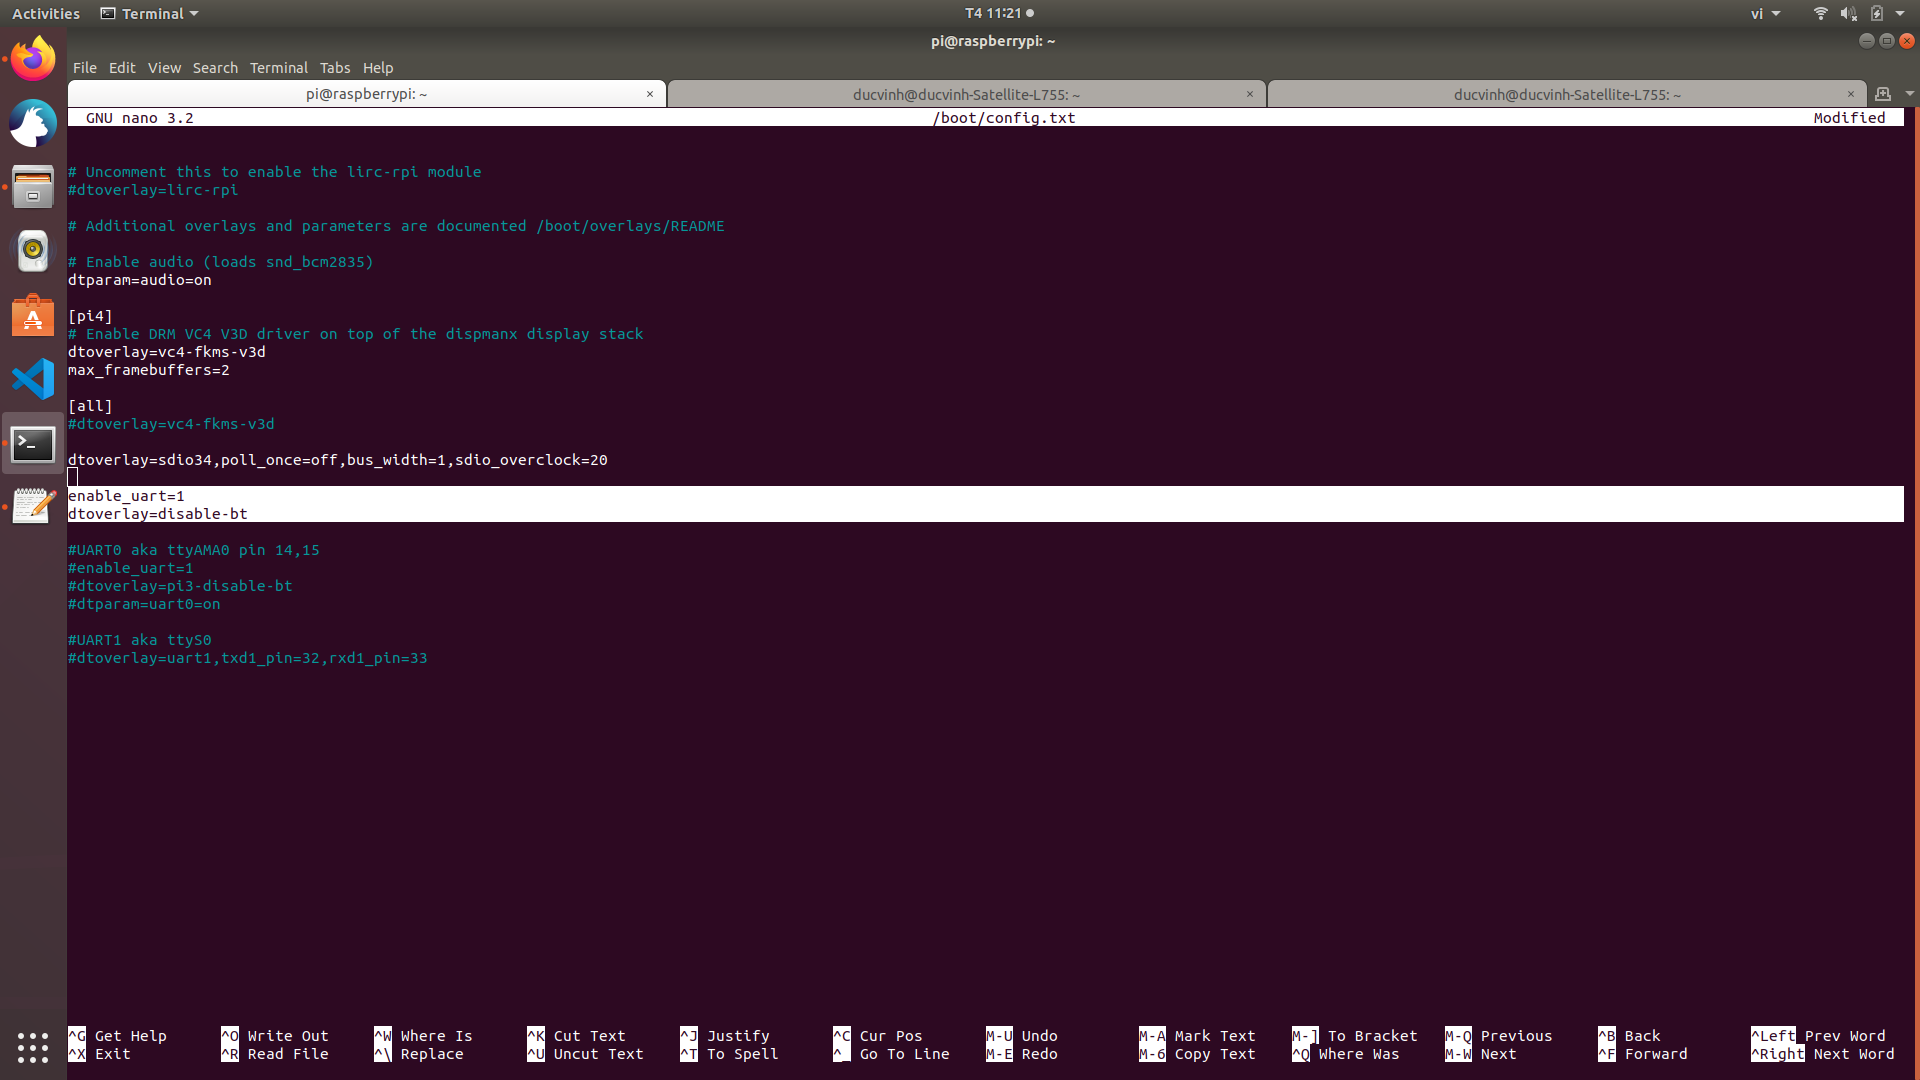 Activities Terminal T4 11:21 vi
pi@raspberrypi: ~
File Edit View Search Terminal Tabs Help
pi@raspberrypi: ~ × ducvinh@ducvinh-Satellite-L755: ~ × ducvinh@ducvinh-Satellite-L755: ~ ×
GNU nano 3.2 /boot/config.txt Modified
# Uncomment this to enable the lirc-rpi module
#dtoverlay=lirc-rpi
# Additional overlays and parameters are documented /boot/overlays/README
# Enable audio (loads snd_bcm2835)
dtparam=audio=on
[pi4]
# Enable DRM VC4 V3D driver on top of the dispmanx display stack
dtoverlay=vc4-fkms-v3d
max_framebuffers=2
[all]
#dtoverlay=vc4-fkms-v3d
dtoverlay=sdio34,poll_once=off,bus_width=1,sdio_overclock=20
enable_uart=1
dtoverlay=disable-bt
#UART0 aka ttyAMA0 pin 14,15
#enable_uart=1
#dtoverlay=pi3-disable-bt
#dtparam=uart0=on
#UART1 aka ttyS0
#dtoverlay=uart1,txd1_pin=32,rxd1_pin=33
^G Get Help ^O Write Out ^W Where Is ^K Cut Text ^J Justify ^C Cur Pos M-U Undo M-A Mark Text M-] To Bracket M-Q Previous ^B Back ^Left Prev Word
^X Exit ^R Read File ^\ Replace ^U Uncut Text ^T To Spell ^_ Go To Line M-E Redo M-6 Copy Text ^Q Where Was M-W Next ^F Forward ^Right Next Word